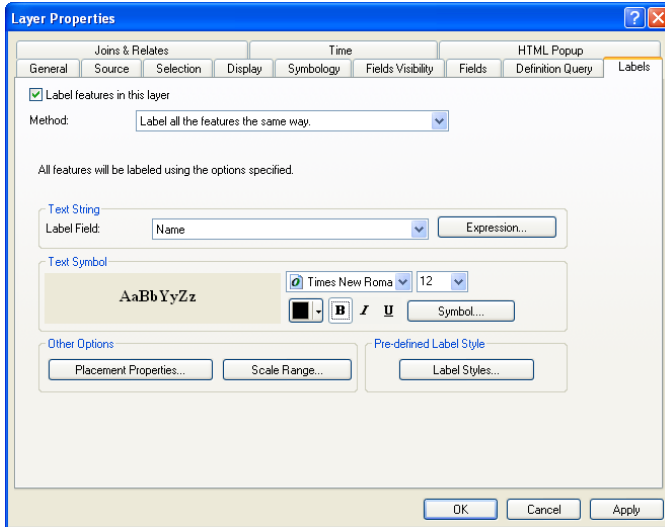 Layer Properties
Joins & Relates Time HTML Popup
General Source Selection Display Symbology Fields Visibility Fields Definition Query Labels
Label features in this layer
Method: Label all the features the same way.
All features will be labeled using the options specified.
Text String
Label Field: Name Expression...
Text Symbol
AaBbYyZz
Times New Roma 12
B I U Symbol...
Other Options Pre-defined Label Style
Placement Properties... Scale Range... Label Styles...
OK Cancel Apply